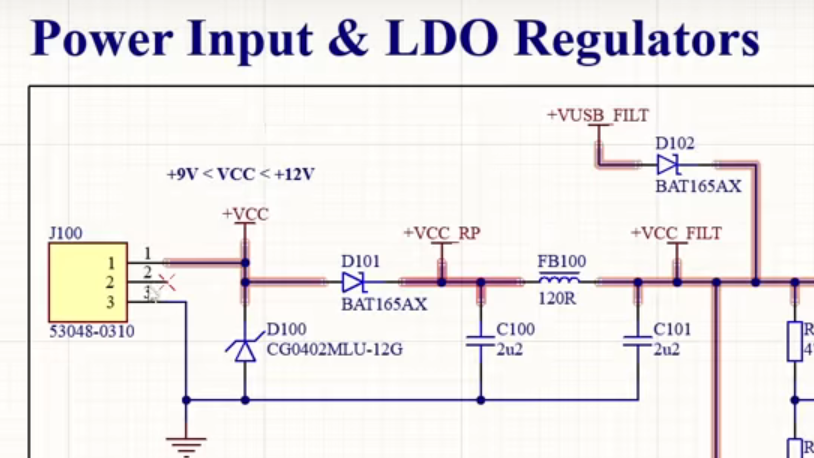 Power Input & LDO Regulators
+VUSB_FILT
D102
BAT165AX
+9V < VCC < +12V
+VCC
+VCC_RP
+VCC_FILT
J100
1
2
3
1
2
3
53048-0310
D101
BAT165AX
FB100
120R
D100
CG0402MLU-12G
C100
2u2
C101
2u2
R
4
R